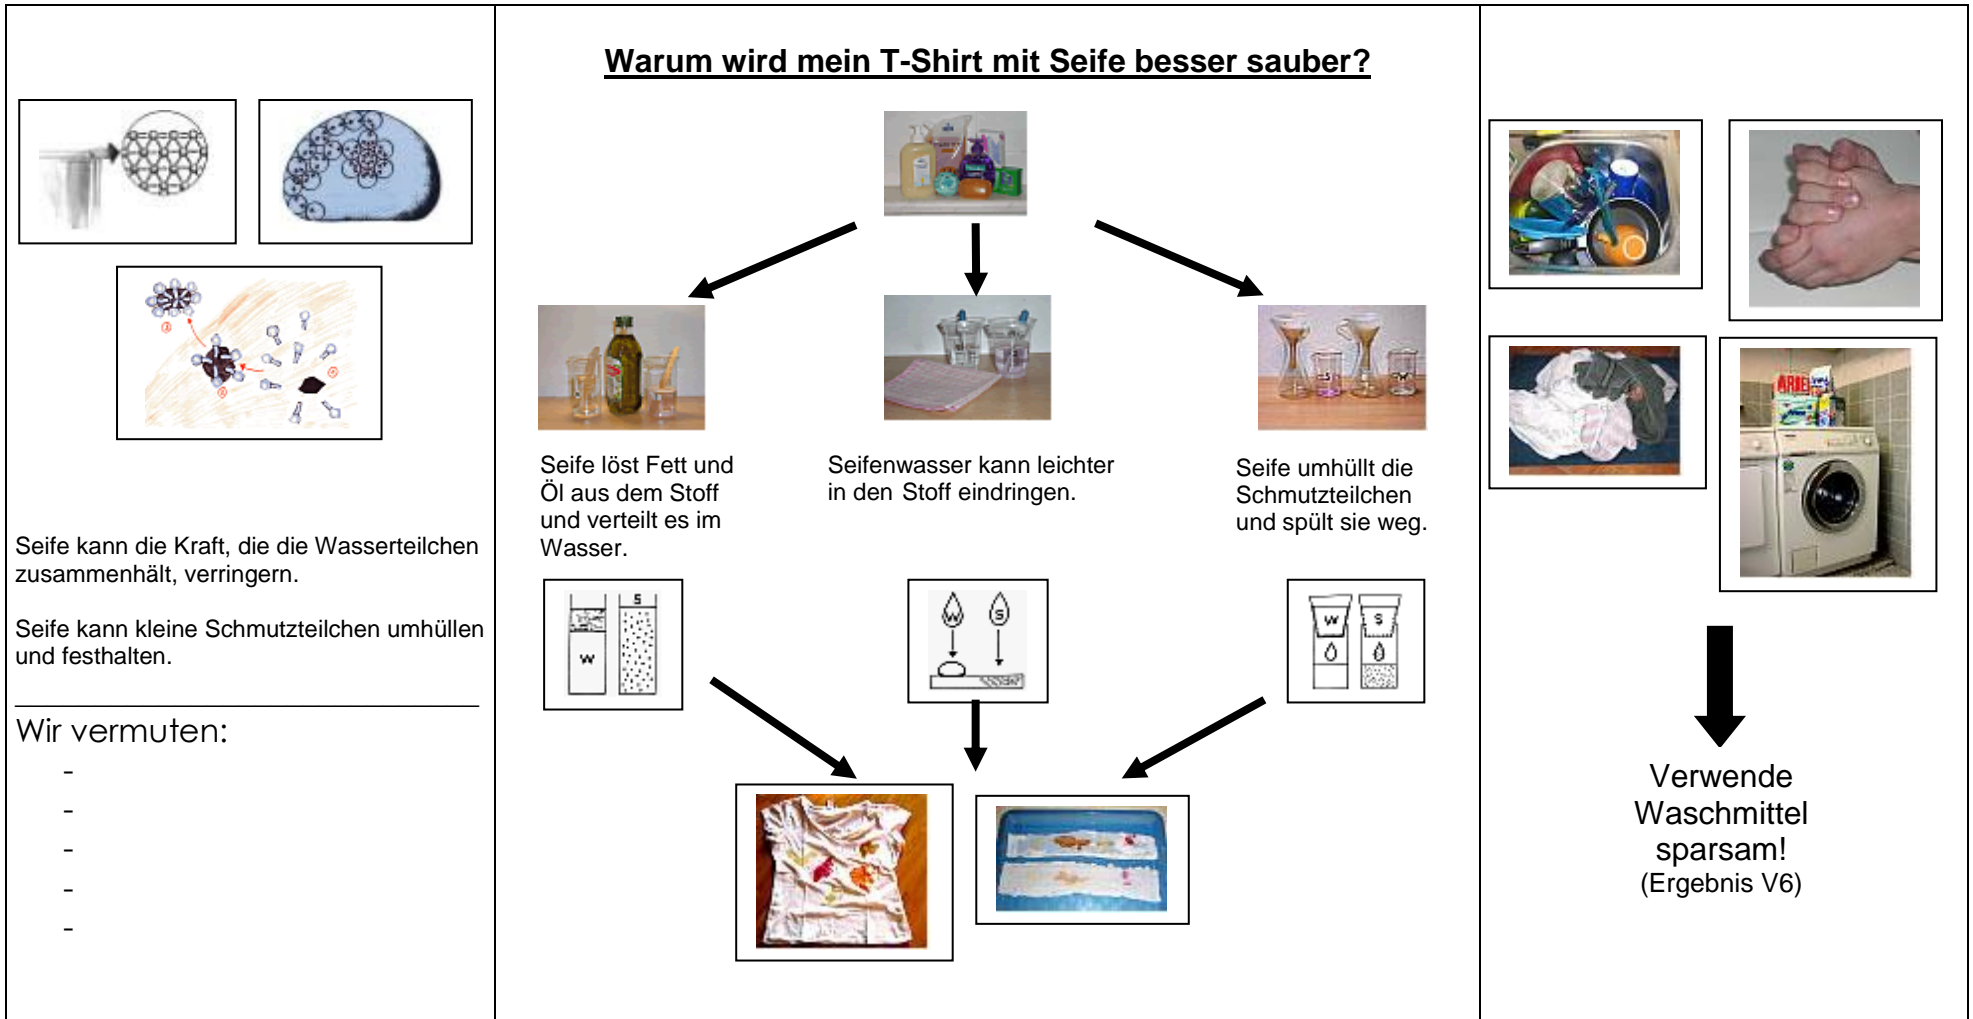 Seife kann die Kraft, die die Wasserteilchen
zusammenhält, verringern.
Seife kann kleine Schmutzteilchen umhüllen
und festhalten.
Wir vermuten:
-
-
-
-
-
Warum wird mein T-Shirt mit Seife besser sauber?
Seife löst Fett und
Öl aus dem Stoff
und verteilt es im
Wasser.
Seifenwasser kann leichter
in den Stoff eindringen.
Seife umhüllt die
Schmutzteilchen
und spült sie weg.
S
W
W
S
W
S
ARIEL
Verwende
Waschmittel
sparsam!
(Ergebnis V6)